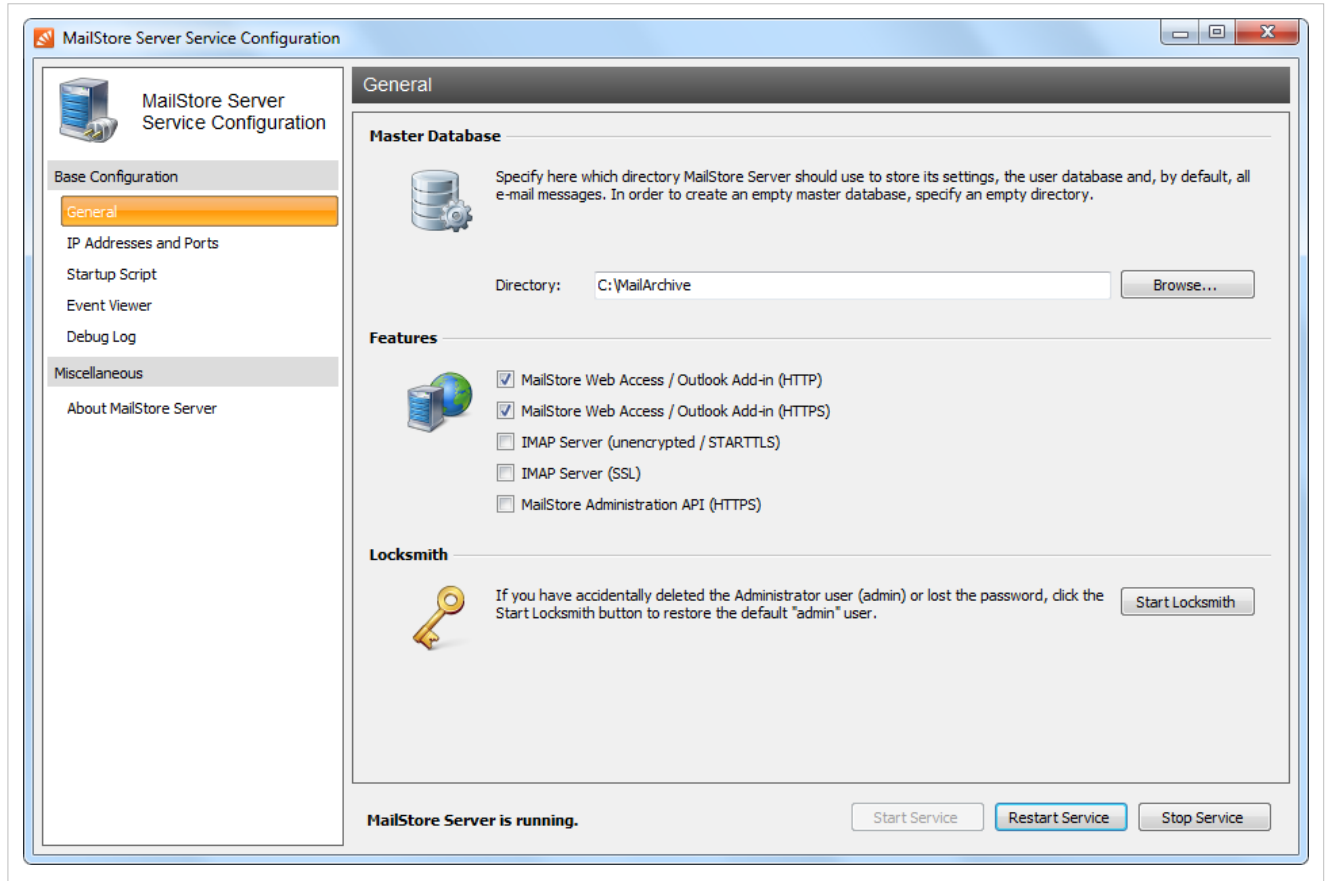 MailStore Server Service Configuration
MailStore Server
Service Configuration
Base Configuration
General
IP Addresses and Ports
Startup Script
Event Viewer
Debug Log
Miscellaneous
About MailStore Server
General
Master Database
Specify here which directory MailStore Server should use to store its settings, the user database and, by default, all
e-mail messages. In order to create an empty master database, specify an empty directory.
Directory: C:\MailArchive Browse...
Features
MailStore Web Access / Outlook Add-in (HTTP)
MailStore Web Access / Outlook Add-in (HTTPS)
IMAP Server (unencrypted / STARTTLS)
IMAP Server (SSL)
MailStore Administration API (HTTPS)
Locksmith
If you have accidentally deleted the Administrator user (admin) or lost the password, click the
Start Locksmith button to restore the default "admin" user.
Start Locksmith
MailStore Server is running. Start Service Restart Service Stop Service